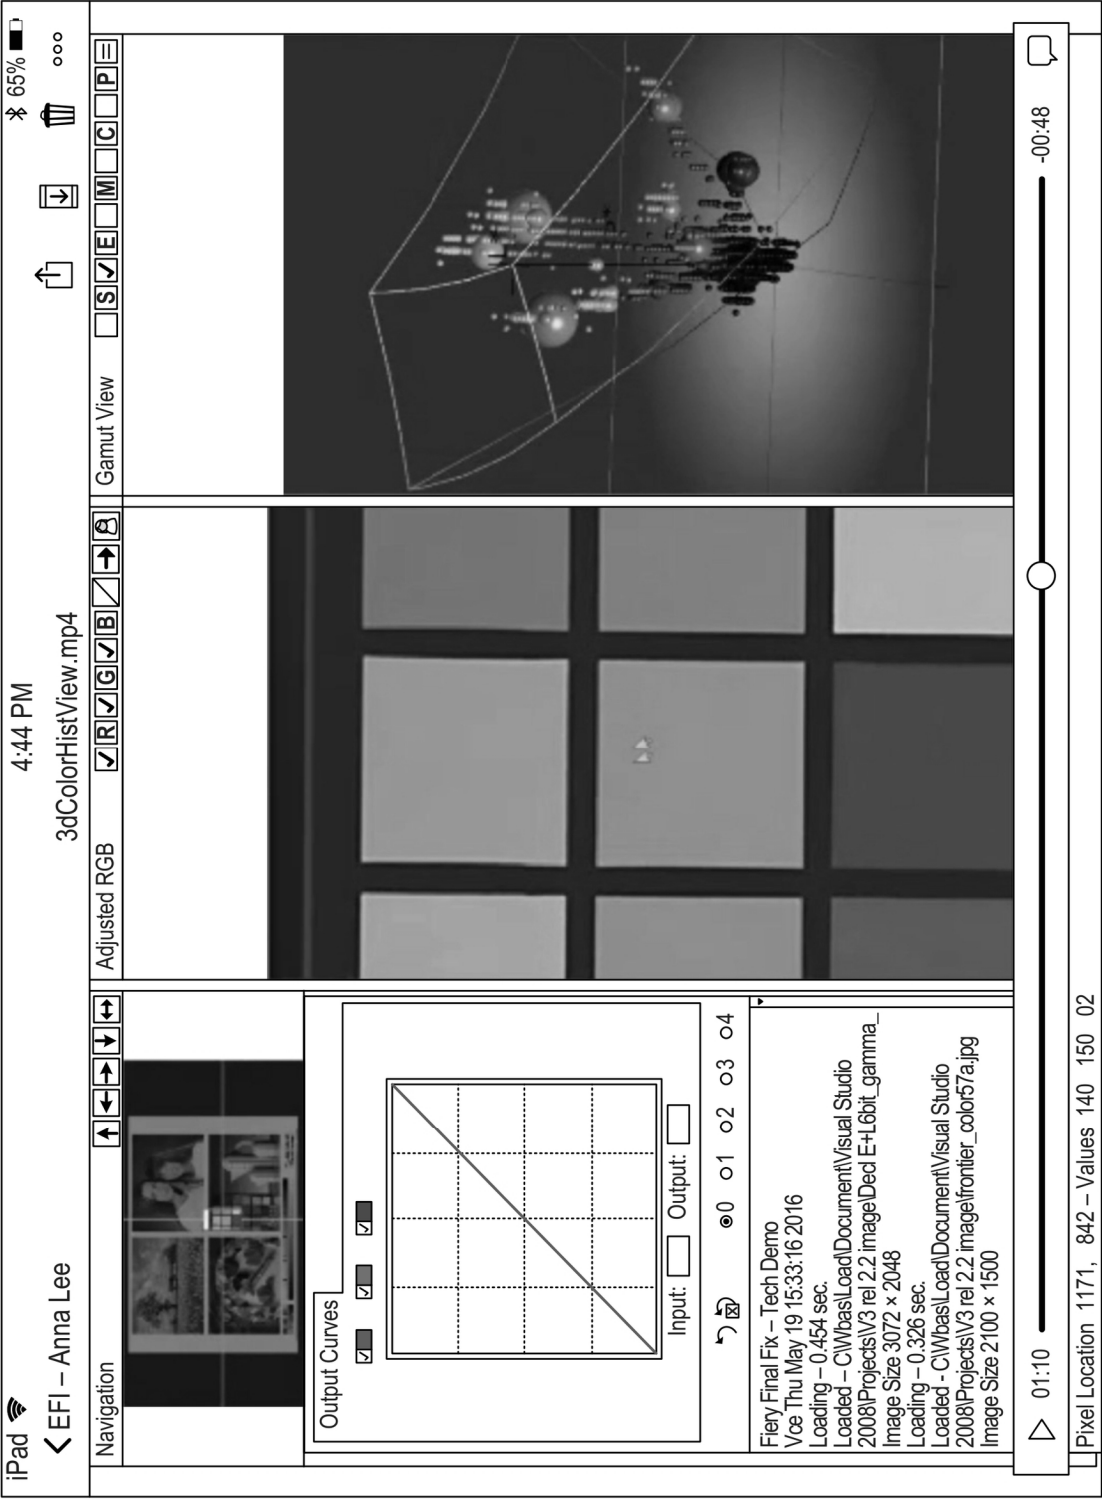 iPad 4:44 PM 65%
EFI – Anna Lee 3dColorHistView.mp4
Navigation
Adjusted RGB R G B
Gamut View S E M C P
Output Curves
Input: Output:
0 1 2 3 4
Fiery Final Fix – Tech Demo
Vce Thu May 19 15:33:16 2016
Loading – 0.454 sec.
Loaded – C\Wbas\Load\Document\Visual Studio
2008\Projects\V3 rel 2.2 image\Ded E+L6bit_gamma_
Image Size 3072 × 2048
Loading – 0.326 sec.
Loaded - C\Wbas\Load\Document\Visual Studio
2008\Projects\V3 rel 2.2 image\frontier_color57a.jpg
Image Size 2100 × 1500
01:10 -00:48
Pixel Location 1171, 842 – Values 140 150 02